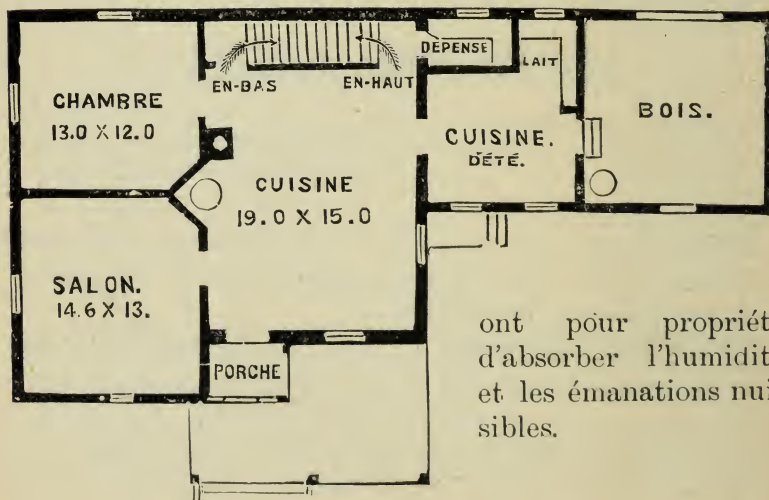 DÉPENSE
LAIT
EN-BAS
EN-HAUT
CHAMBRE
13.0 X 12.0
BOIS.
CUISINE.
D'ÉTÉ.
CUISINE
19.0 X 15.0
SALON.
14.6 X 13.
PORCHE
ont pour propriét
d'absorber l'humidit
et les émanations nui
sibles.